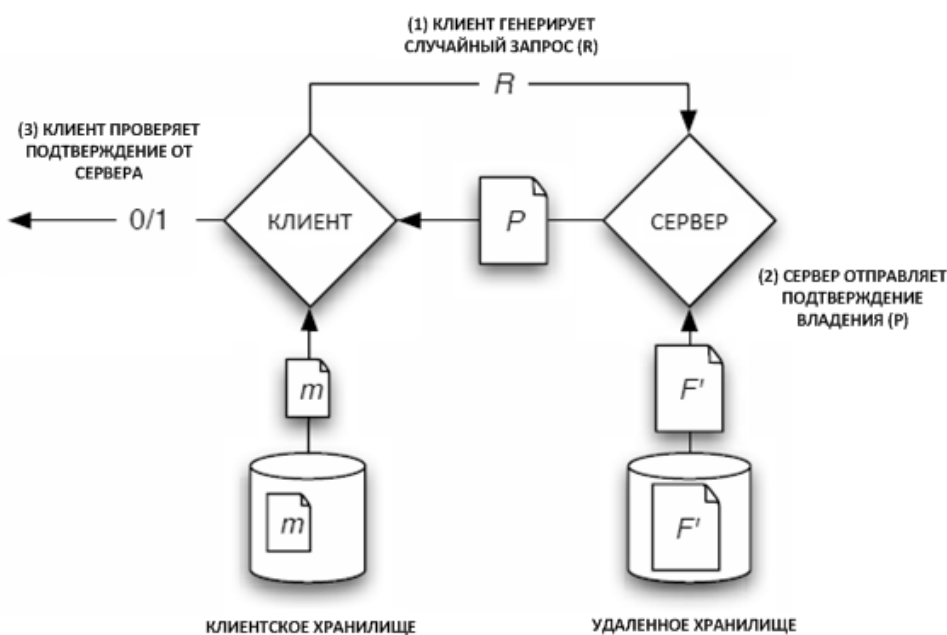 (1) КЛИЕНТ ГЕНЕРИРУЕТ
СЛУЧАЙНЫЙ ЗАПРОС (R)
R
(3) КЛИЕНТ ПРОВЕРЯЕТ
ПОДТВЕРЖДЕНИЕ ОТ
СЕРВЕРА
0/1
КЛИЕНТ
P
СЕРВЕР
(2) СЕРВЕР ОТПРАВЛЯЕТ
ПОДТВЕРЖДЕНИЕ
ВЛАДЕНИЯ (P)
m
F'
m
F'
КЛИЕНТСКОЕ ХРАНИЛИЩЕ
УДАЛЕННОЕ ХРАНИЛИЩЕ